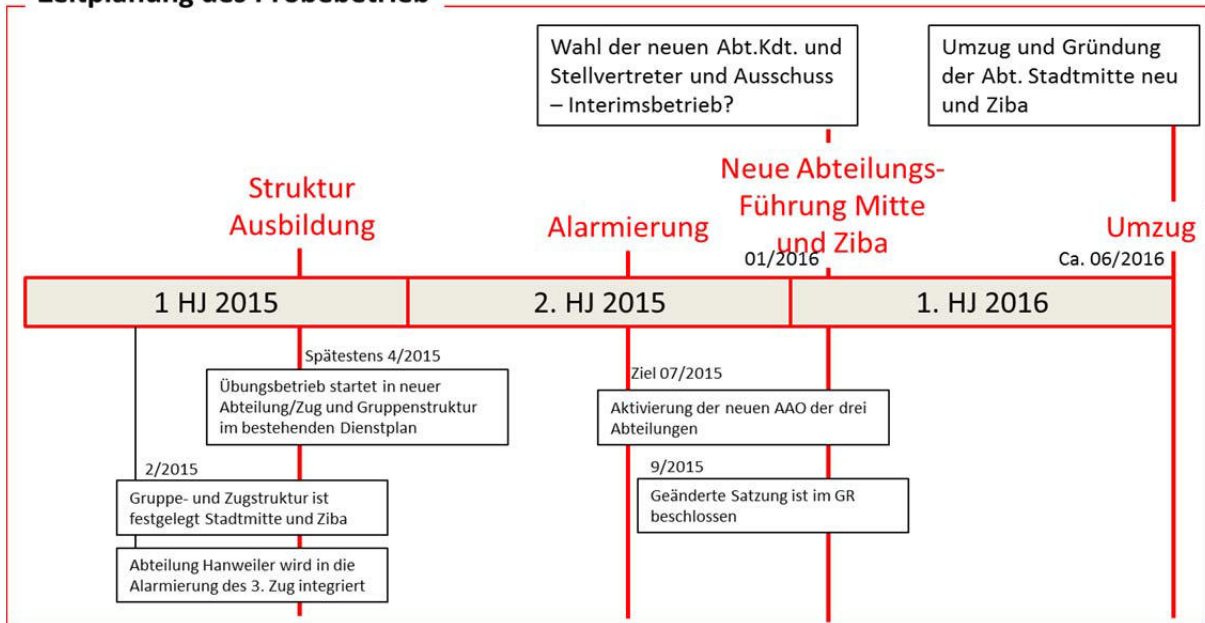 Zeitplanung des Probebetrieb
Wahl der neuen Abt.Kdt. und
Stellvertreter und Ausschuss
– Interimsbetrieb?
Umzug und Gründung
der Abt. Stadtmitte neu
und Ziba
Struktur
Ausbildung
Alarmierung
Neue Abteilungs-
Führung Mitte
und Ziba
Umzug
01/2016
Ca. 06/2016
1 HJ 2015
2. HJ 2015
1. HJ 2016
Spätestens 4/2015
Übungsbetrieb startet in neuer
Abteilung/Zug und Gruppenstruktur
im bestehenden Dienstplan
Ziel 07/2015
Aktivierung der neuen AAO der drei
Abteilungen
2/2015
Gruppe- und Zugstruktur ist
festgelegt Stadtmitte und Ziba
9/2015
Geänderte Satzung ist im GR
beschlossen
Abteilung Hanweiler wird in die
Alarmierung des 3. Zug integriert